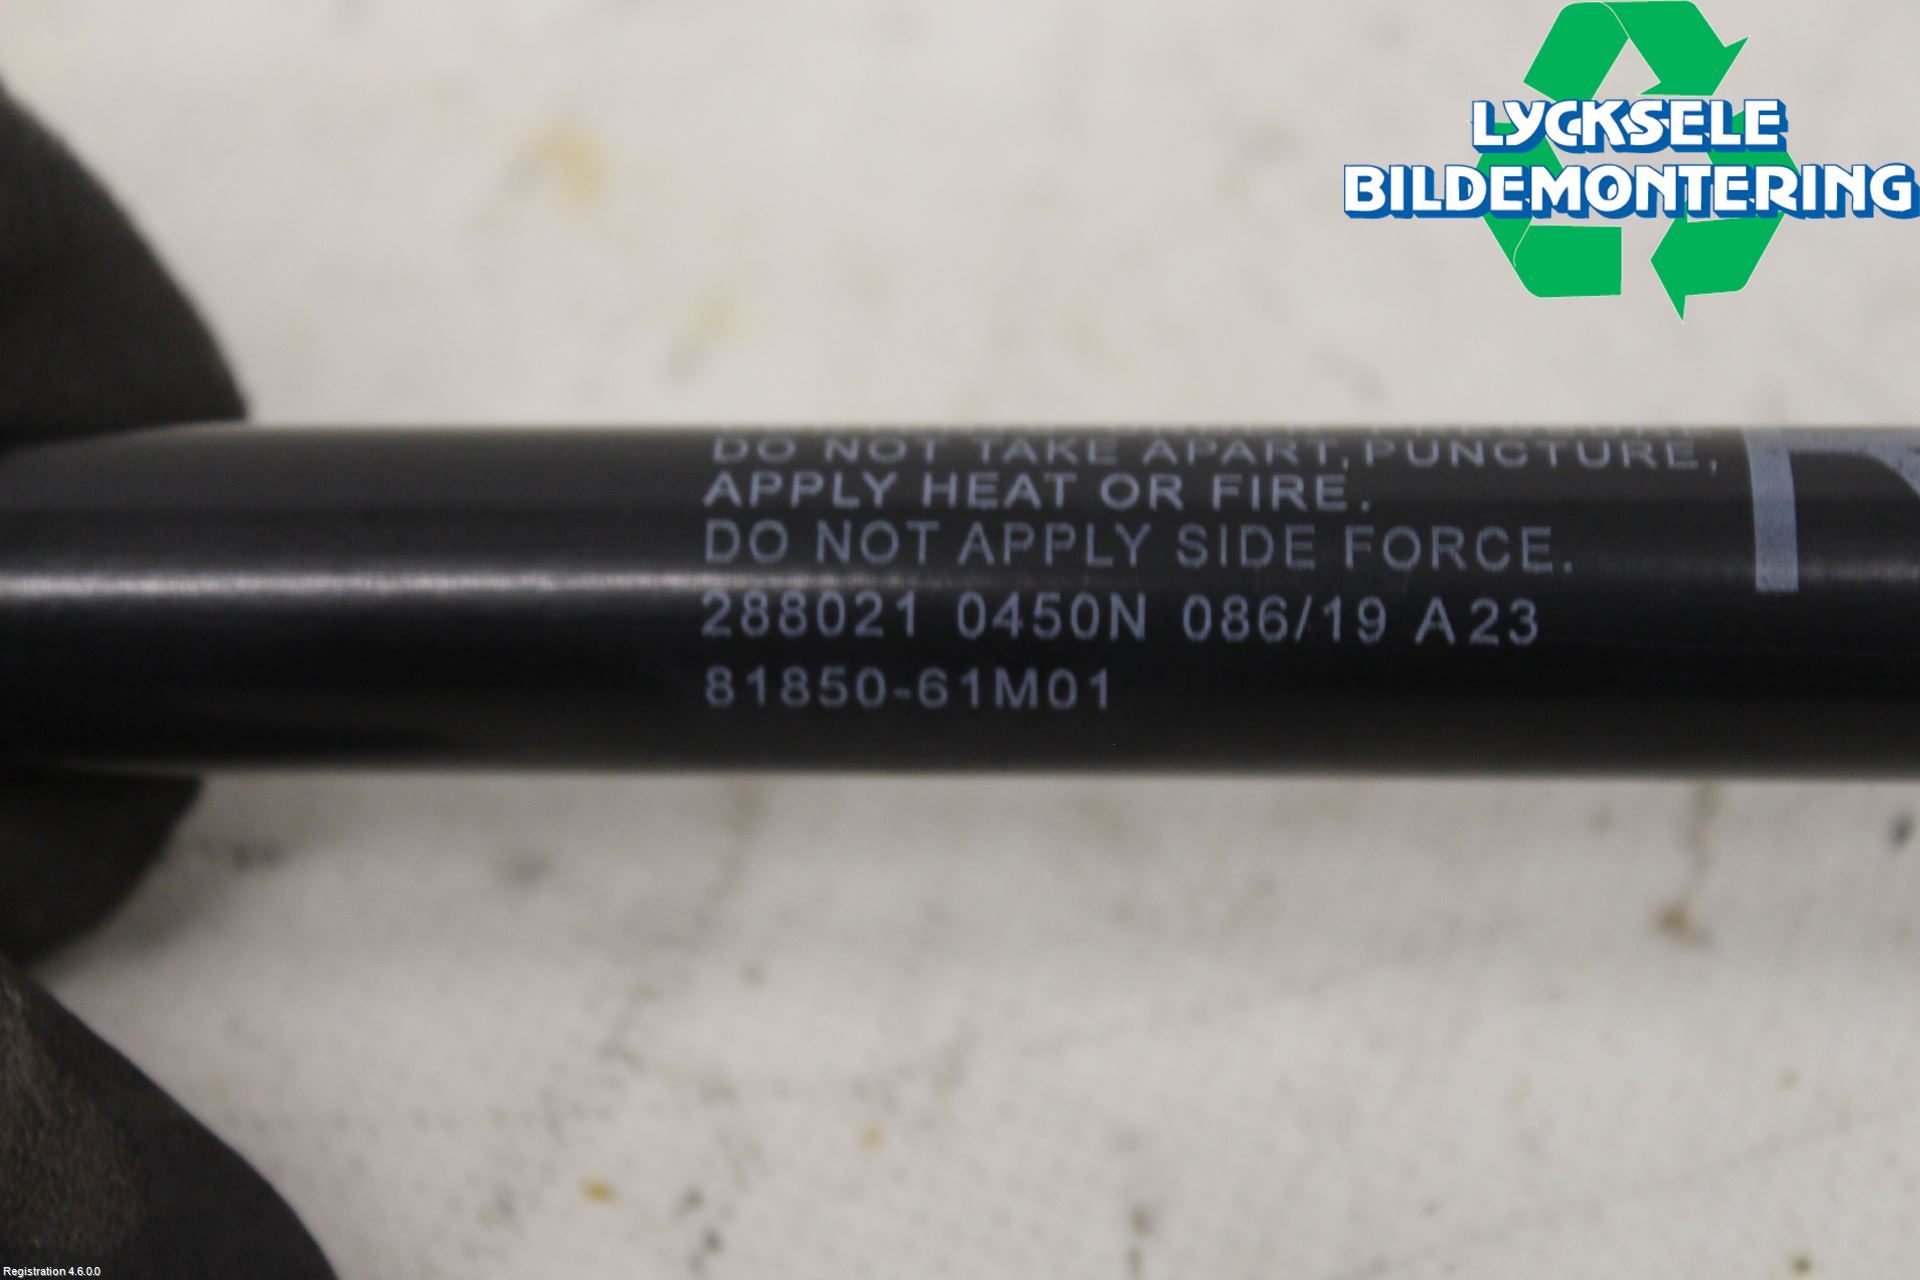 LYCKSELE
BILDEMONTERING
DO NOT TAKE APART, PUNCTURE,
APPLY HEAT OR FIRE.
DO NOT APPLY SIDE FORCE.
288021 0450N 086/19 A23
81850-61M01
Registration 4.6.0.0